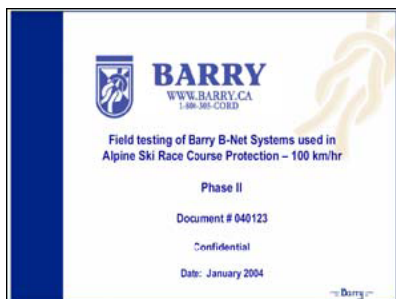 BARRY
WWW.BARRY.CA
1-800-305-CORD
Field testing of Barry B-Net Systems used in
Alpine Ski Race Course Protection – 100 km/hr
Phase II
Document # 040123
Confidential
Date: January 2004
Barry